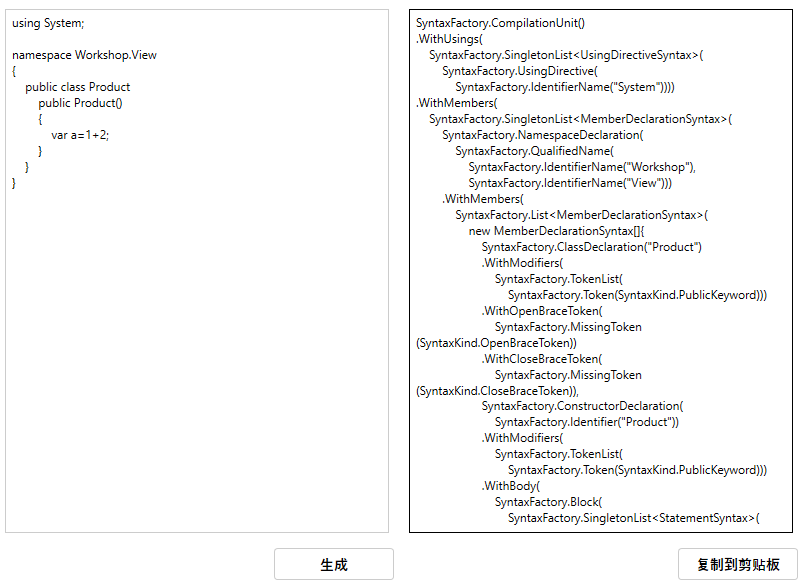 using System;
namespace Workshop.View
{
public class Product
public Product()
{
var a=1+2;
}
}
}
SyntaxFactory.CompilationUnit()
.WithUsings(
SyntaxFactory.SingletonList<UsingDirectiveSyntax>(
SyntaxFactory.UsingDirective(
SyntaxFactory.IdentifierName("System"))))
.WithMembers(
SyntaxFactory.SingletonList<MemberDeclarationSyntax>(
SyntaxFactory.NamespaceDeclaration(
SyntaxFactory.QualifiedName(
SyntaxFactory.IdentifierName("Workshop"),
SyntaxFactory.IdentifierName("View")))
.WithMembers(
SyntaxFactory.List<MemberDeclarationSyntax>(
new MemberDeclarationSyntax[]{
SyntaxFactory.ClassDeclaration("Product")
.WithModifiers(
SyntaxFactory.TokenList(
SyntaxFactory.Token(SyntaxKind.PublicKeyword)))
.WithOpenBraceToken(
SyntaxFactory.MissingToken
(SyntaxKind.OpenBraceToken))
.WithCloseBraceToken(
SyntaxFactory.MissingToken
(SyntaxKind.CloseBraceToken)),
SyntaxFactory.ConstructorDeclaration(
SyntaxFactory.Identifier("Product"))
.WithModifiers(
SyntaxFactory.TokenList(
SyntaxFactory.Token(SyntaxKind.PublicKeyword)))
.WithBody(
SyntaxFactory.Block(
SyntaxFactory.SingletonList<StatementSyntax>(
生成
复制到剪贴板